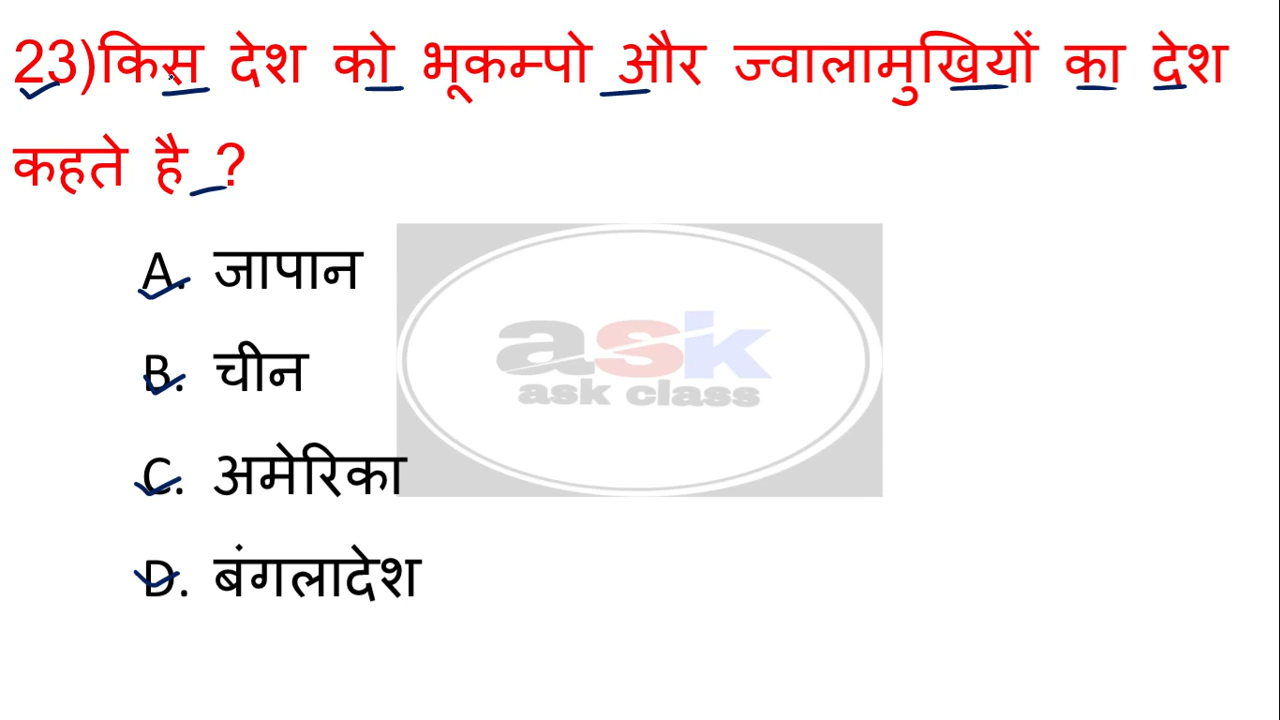 23)किस देश को भूकम्पो और ज्वालामुखियों का देश
कहते है ?
A. जापान
B. चीन
C. अमेरिका
D. बंगलादेश
ask
ask class